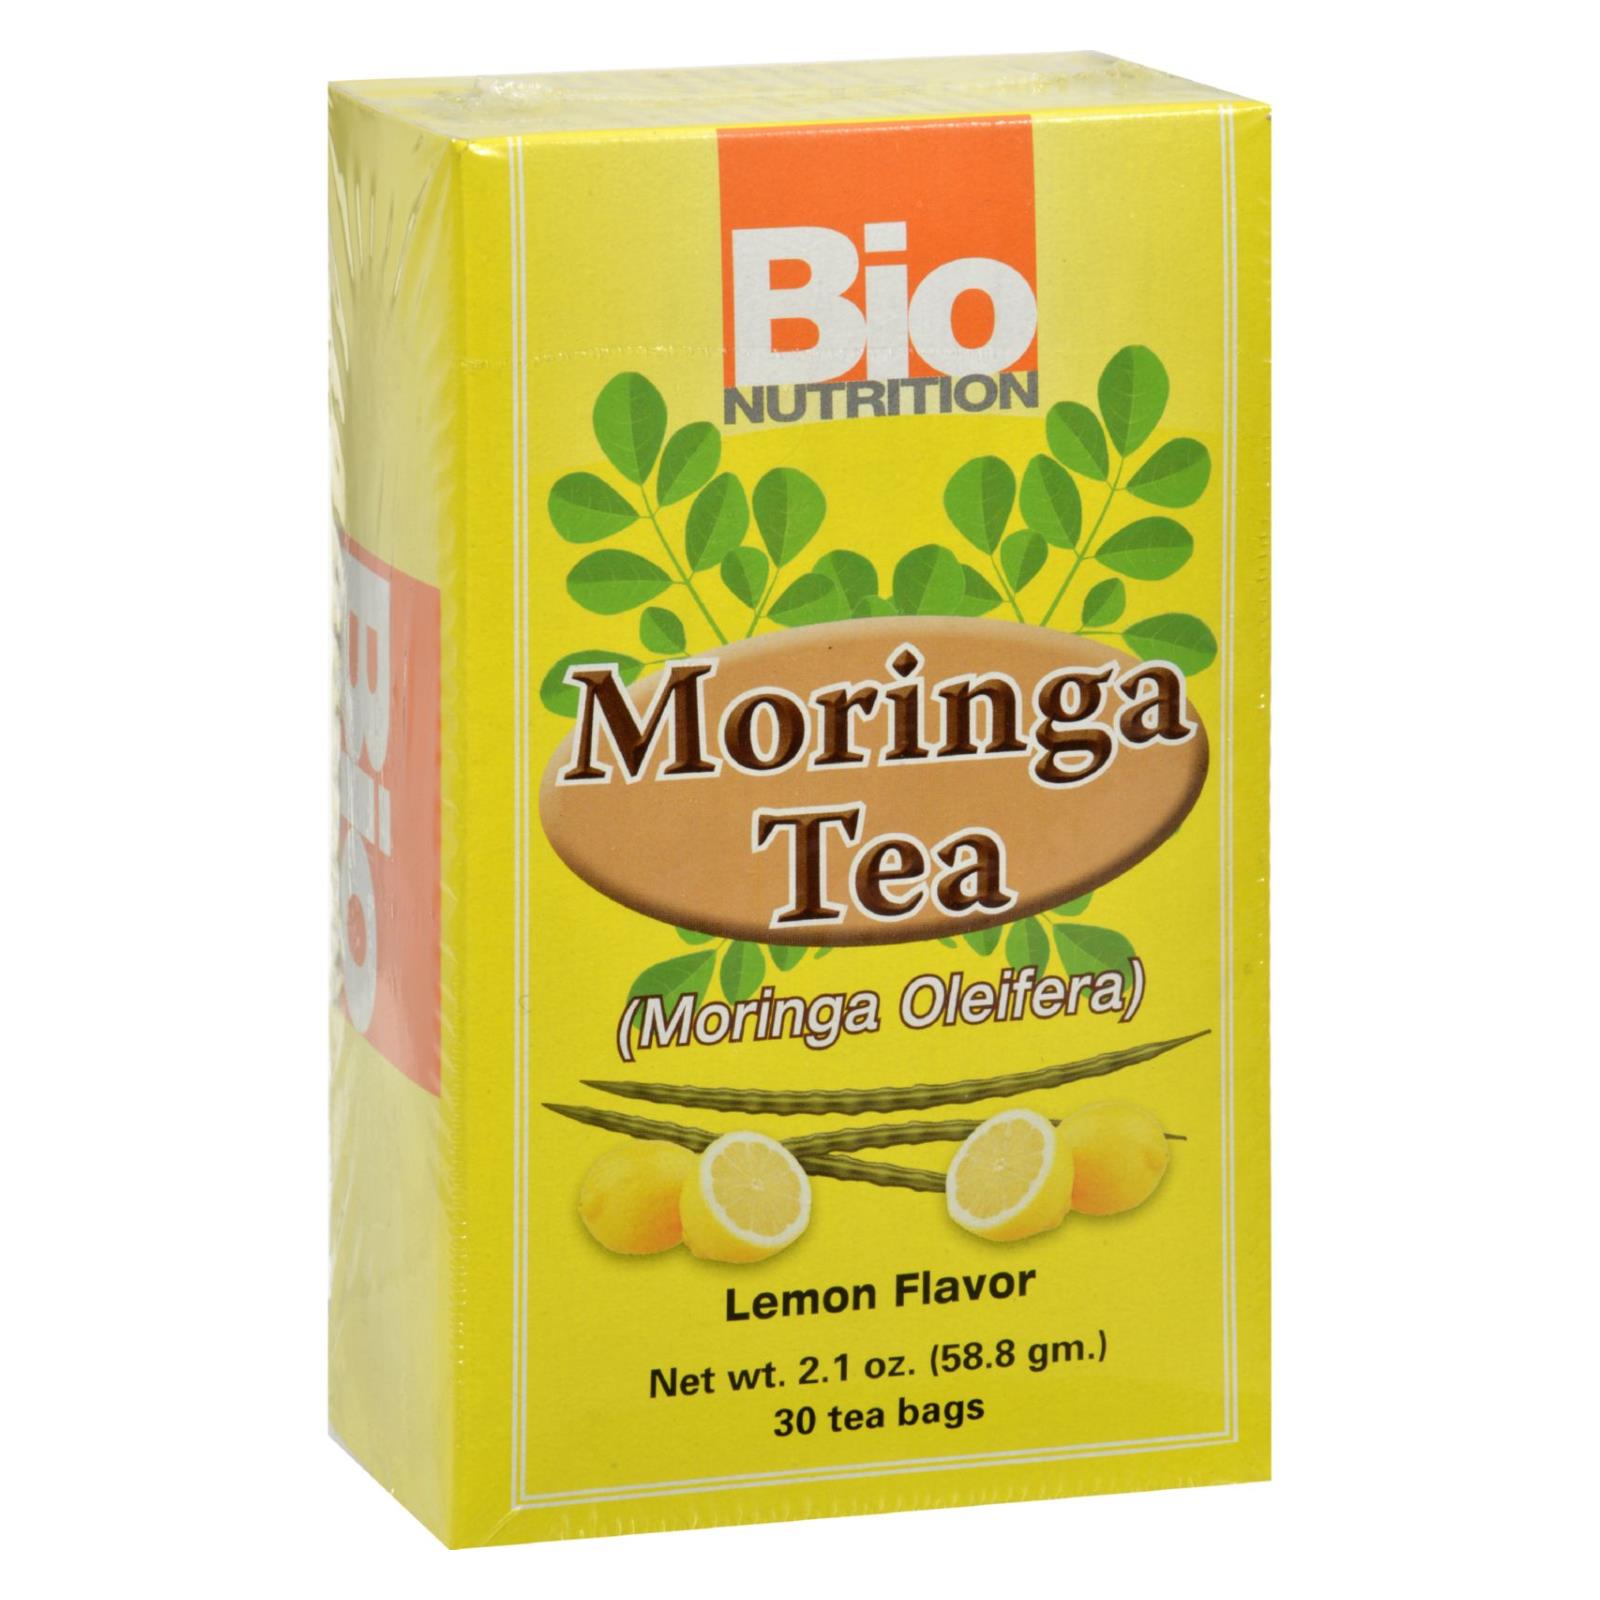 Bio
NUTRITION
Moringa
Tea
(Moringa Oleifera)
Lemon Flavor
Net wt. 2.1 oz. (58.8 gm.)
30 tea bags
Bio